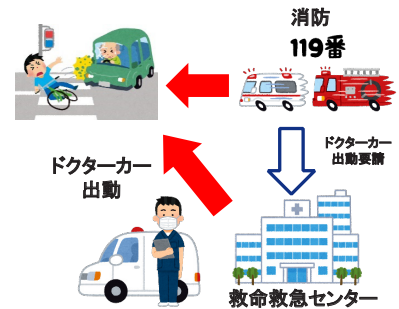 消防
119番
ドクターカー
出動要請
ドクターカー
出動
救命救急センター